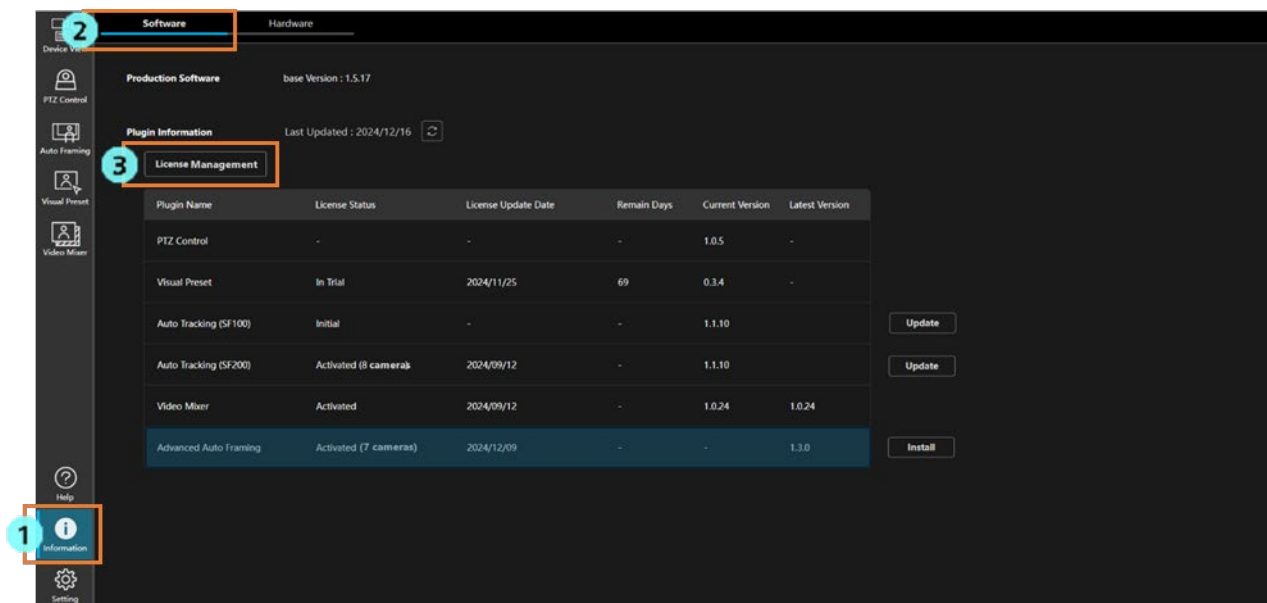 2
Software Hardware
Device View
PTZ Control
Auto Framing
Visual Preset
Video Mixer
Help
1
Information
Setting
Production Software base Version : 1.5.17
Plugin Information Last Updated : 2024/12/16
3
License Management
Plugin Name License Status License Update Date Remain Days Current Version Latest Version
PTZ Control - - - 1.0.5 -
Visual Preset In Trial 2024/11/25 69 0.3.4 -
Auto Tracking (SF100) Initial - - 1.1.10 Update
Auto Tracking (SF200) Activated (8 cameras) 2024/09/12 - 1.1.10 Update
Video Mixer Activated 2024/09/12 - 1.0.24 1.0.24
Advanced Auto Framing Activated (7 cameras) 2024/12/09 - - 1.3.0 Install